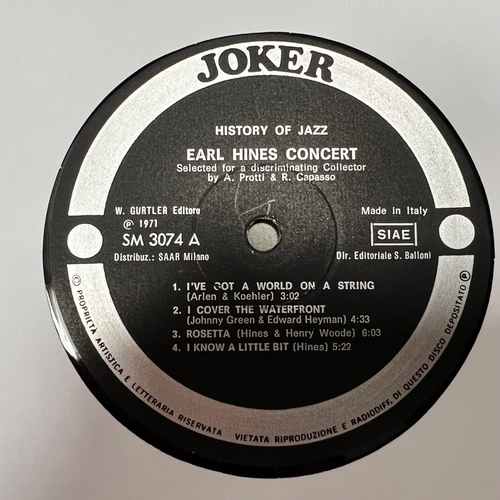 JOKER
HISTORY OF JAZZ
EARL HINES CONCERT
Selected for a discriminating Collector
by A. Protti & R. Capasso
W. GURTLER Editore
Ⓟ 1971
SM 3074 A
Distribuz.: SAAR Milano
Made in Italy
SIAE
Dir. Editoriale S. Balloni
1. I'VE GOT A WORLD ON A STRING
(Arlen & Koehler) 3:02
2. I COVER THE WATERFRONT
(Johnny Green & Edward Heyman) 4:33
3. ROSETTA (Hines & Henry Woode) 6:03
4. I KNOW A LITTLE BIT (Hines) 5:22
Ⓒ PROPRIETA ARTISTICA E LETTERARIA RISERVATA VIETATA RIPRODUZIONE E RADIODIFF. DI QUESTO DISCO DEPOSITATO Ⓟ